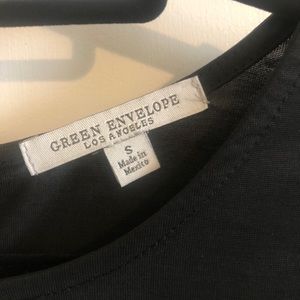 GREEN ENVELOPE
LOS ANGELES
S
Made in
Mexico